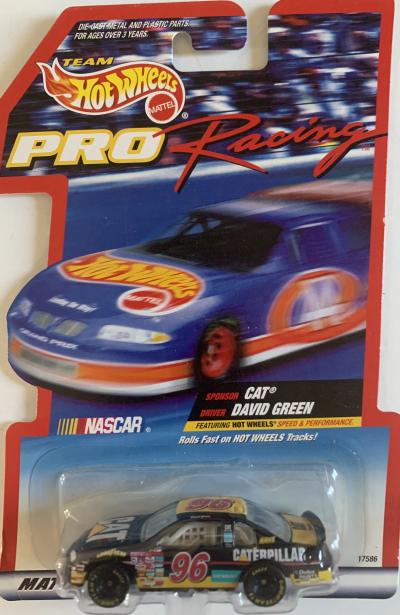 DIE-CAST METAL AND PLASTIC PARTS.
FOR AGES OVER 3 YEARS.
TEAM
Hot Wheels
MATTEL
®
PRO Racing
TM
HOT WHEELS
MATTEL
SPONSOR CAT®
DRIVER DAVID GREEN
FEATURING HOT WHEELS® SPEED & PERFORMANCE.
NASCAR®
Rolls Fast on HOT WHEELS Tracks!
17586
96
CAT
96
CATERPILLAR
MAT